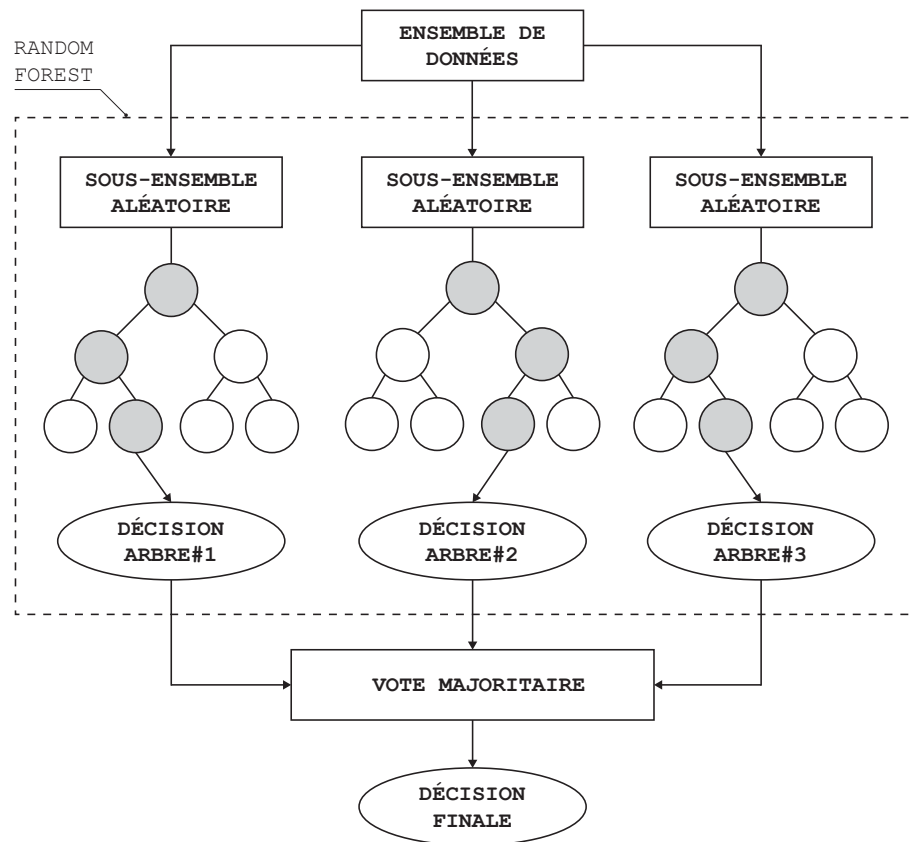 ENSEMBLE DE
DONNÉES
RANDOM
FOREST
SOUS-ENSEMBLE
ALÉATOIRE
SOUS-ENSEMBLE
ALÉATOIRE
SOUS-ENSEMBLE
ALÉATOIRE
DÉCISION
ARBRE#1
DÉCISION
ARBRE#2
DÉCISION
ARBRE#3
VOTE MAJORITAIRE
DÉCISION
FINALE